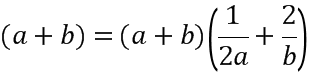 (a + b) = (a + b)(1/2a + 2/b)